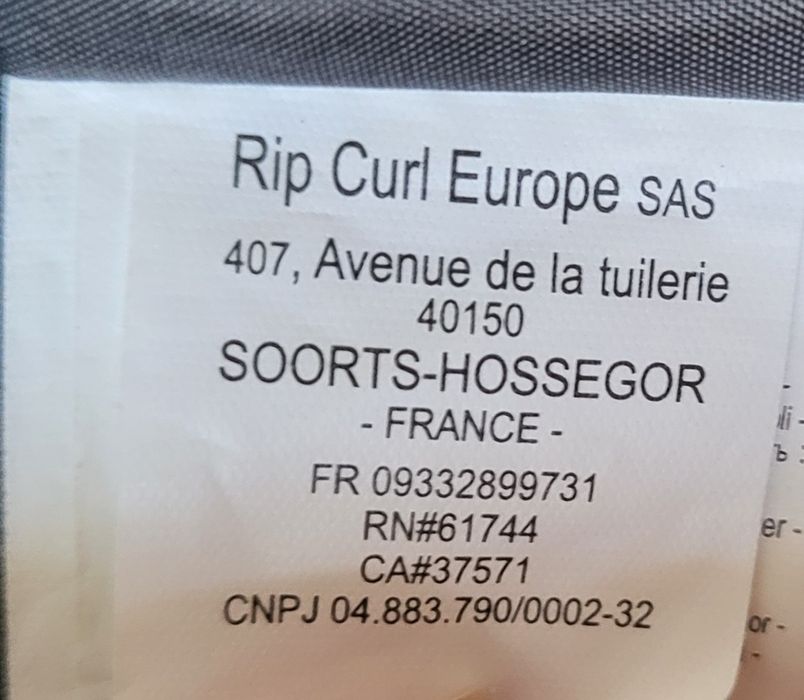 Rip Curl Europe SAS
407, Avenue de la tuilerie
40150
SOORTS-HOSSEGOR
- FRANCE -
FR 09332899731
RN#61744
CA#37571
CNPJ 04.883.790/0002-32